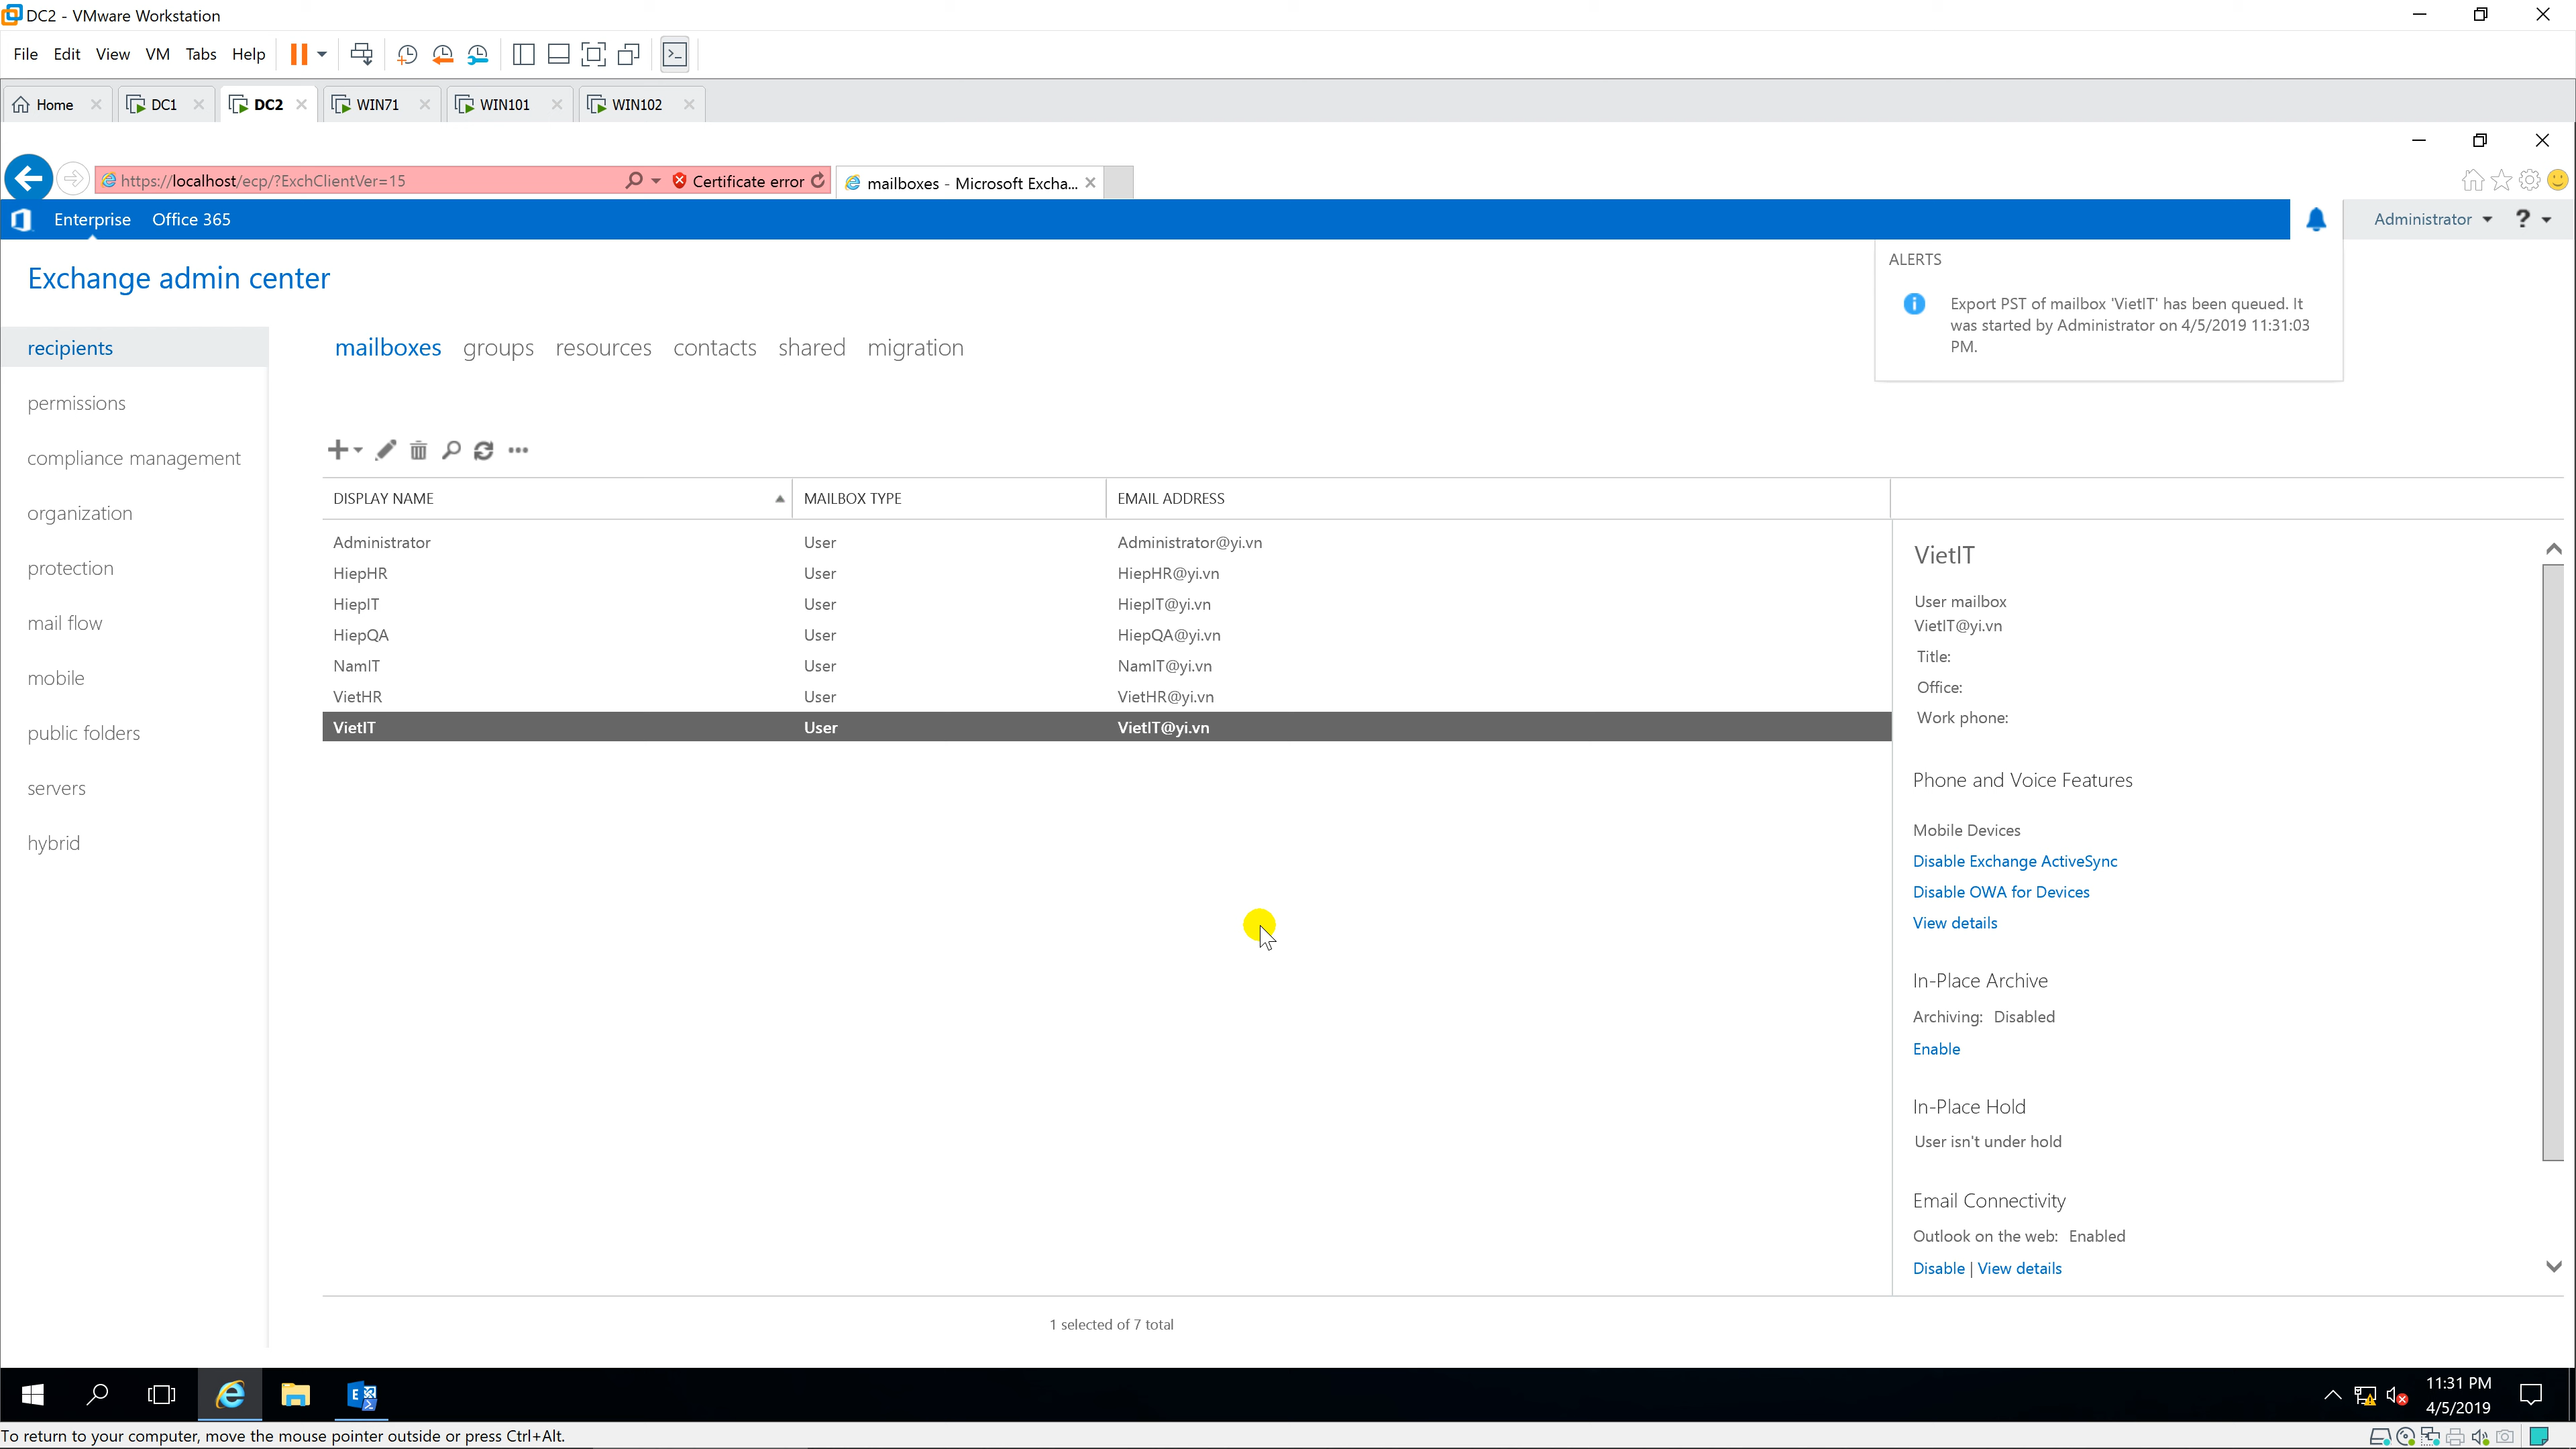 DC2 - VMware Workstation
File Edit View VM Tabs Help
Home DC1 DC2 WIN71 WIN101 WIN102
https://localhost/ecp/?ExchClientVer=15 Certificate error mailboxes - Microsoft Excha...
Enterprise Office 365 Administrator ?
Exchange admin center
ALERTS
Export PST of mailbox 'VietIT' has been queued. It
was started by Administrator on 4/5/2019 11:31:03
PM.
recipients
permissions
compliance management
organization
protection
mail flow
mobile
public folders
servers
hybrid
mailboxes groups resources contacts shared migration
DISPLAY NAME MAILBOX TYPE EMAIL ADDRESS
Administrator User Administrator@yi.vn
HiepHR User HiepHR@yi.vn
HiepIT User HiepIT@yi.vn
HiepQA User HiepQA@yi.vn
NamIT User NamIT@yi.vn
VietHR User VietHR@yi.vn
VietIT User VietIT@yi.vn
VietIT
User mailbox
VietIT@yi.vn
Title:
Office:
Work phone:
Phone and Voice Features
Mobile Devices
Disable Exchange ActiveSync
Disable OWA for Devices
View details
In-Place Archive
Archiving: Disabled
Enable
In-Place Hold
User isn't under hold
Email Connectivity
Outlook on the web: Enabled
Disable | View details
1 selected of 7 total
11:31 PM
4/5/2019
To return to your computer, move the mouse pointer outside or press Ctrl+Alt.